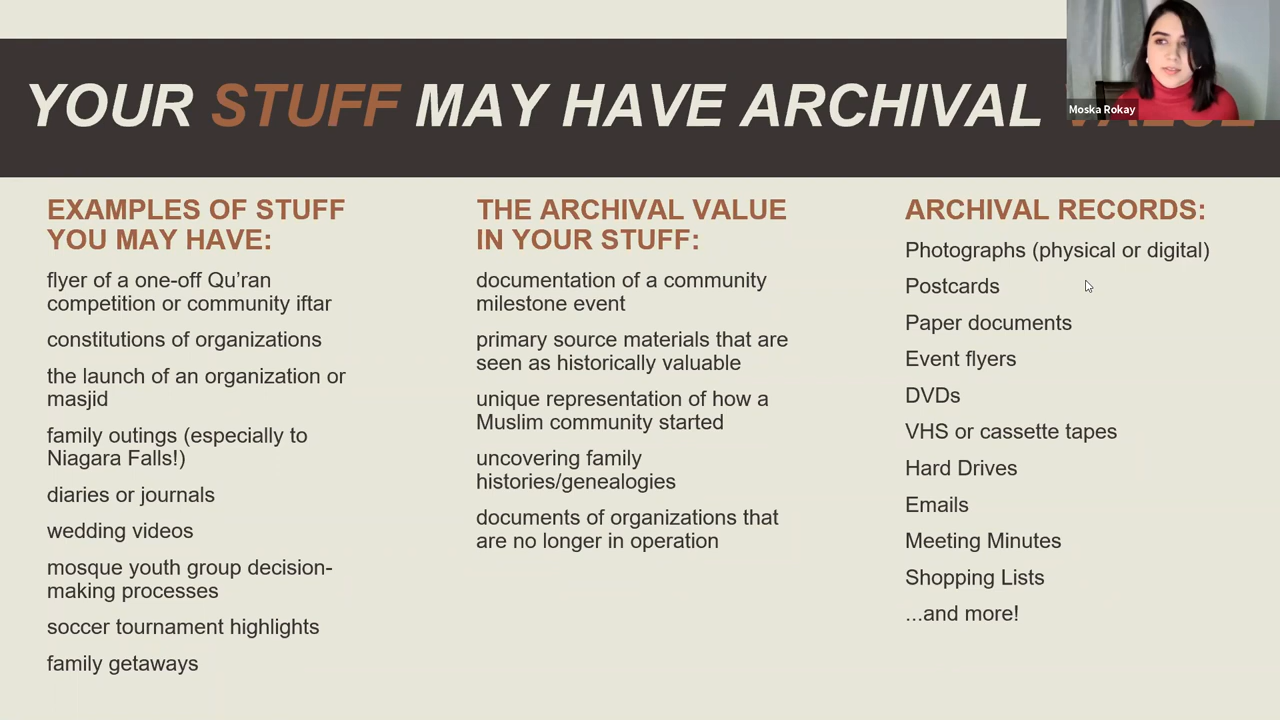 YOUR STUFF MAY HAVE ARCHIVAL
Moska Rokay
EXAMPLES OF STUFF
YOU MAY HAVE:
flyer of a one-off Qu’ran
competition or community iftar
constitutions of organizations
the launch of an organization or
masjid
family outings (especially to
Niagara Falls!)
diaries or journals
wedding videos
mosque youth group decision-
making processes
soccer tournament highlights
family getaways
THE ARCHIVAL VALUE
IN YOUR STUFF:
documentation of a community
milestone event
primary source materials that are
seen as historically valuable
unique representation of how a
Muslim community started
uncovering family
histories/genealogies
documents of organizations that
are no longer in operation
ARCHIVAL RECORDS:
Photographs (physical or digital)
Postcards
Paper documents
Event flyers
DVDs
VHS or cassette tapes
Hard Drives
Emails
Meeting Minutes
Shopping Lists
...and more!